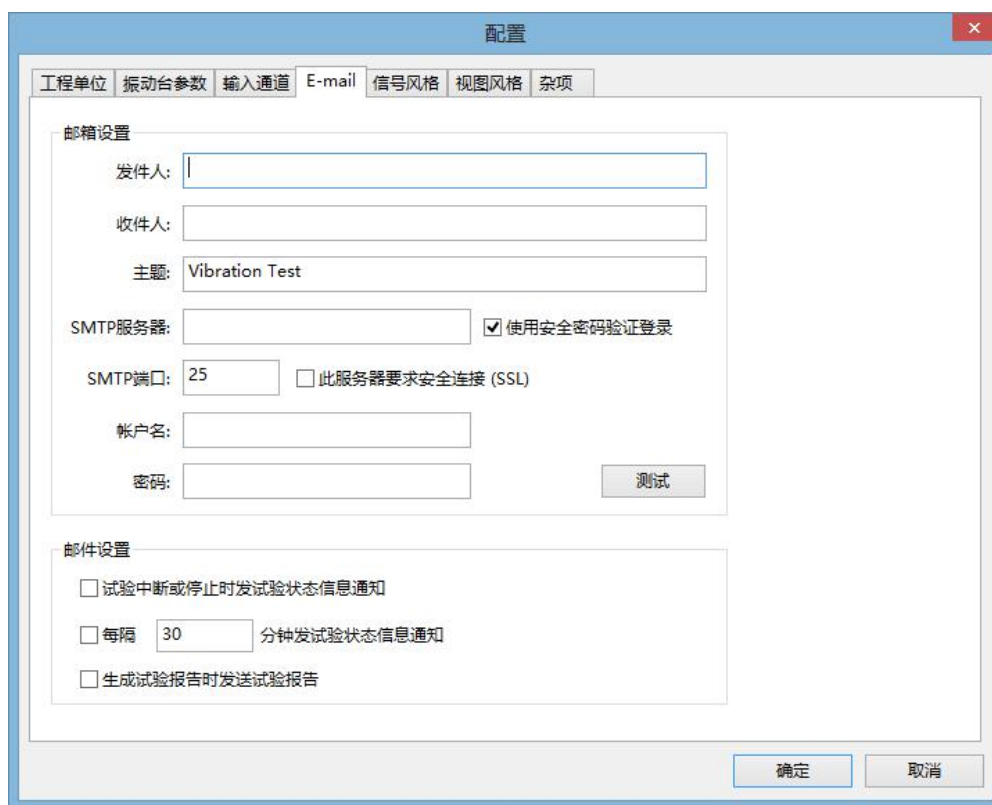 配置
工程单位 振动台参数 输入通道 E-mail 信号风格 视图风格 杂项
邮箱设置
发件人:
收件人:
主题: Vibration Test
SMTP服务器: 使用安全密码验证登录
SMTP端口: 25 此服务器要求安全连接 (SSL)
帐户名:
密码: 测试
邮件设置
试验中断或停止时发试验状态信息通知
每隔 30 分钟发试验状态信息通知
生成试验报告时发送试验报告
确定 取消